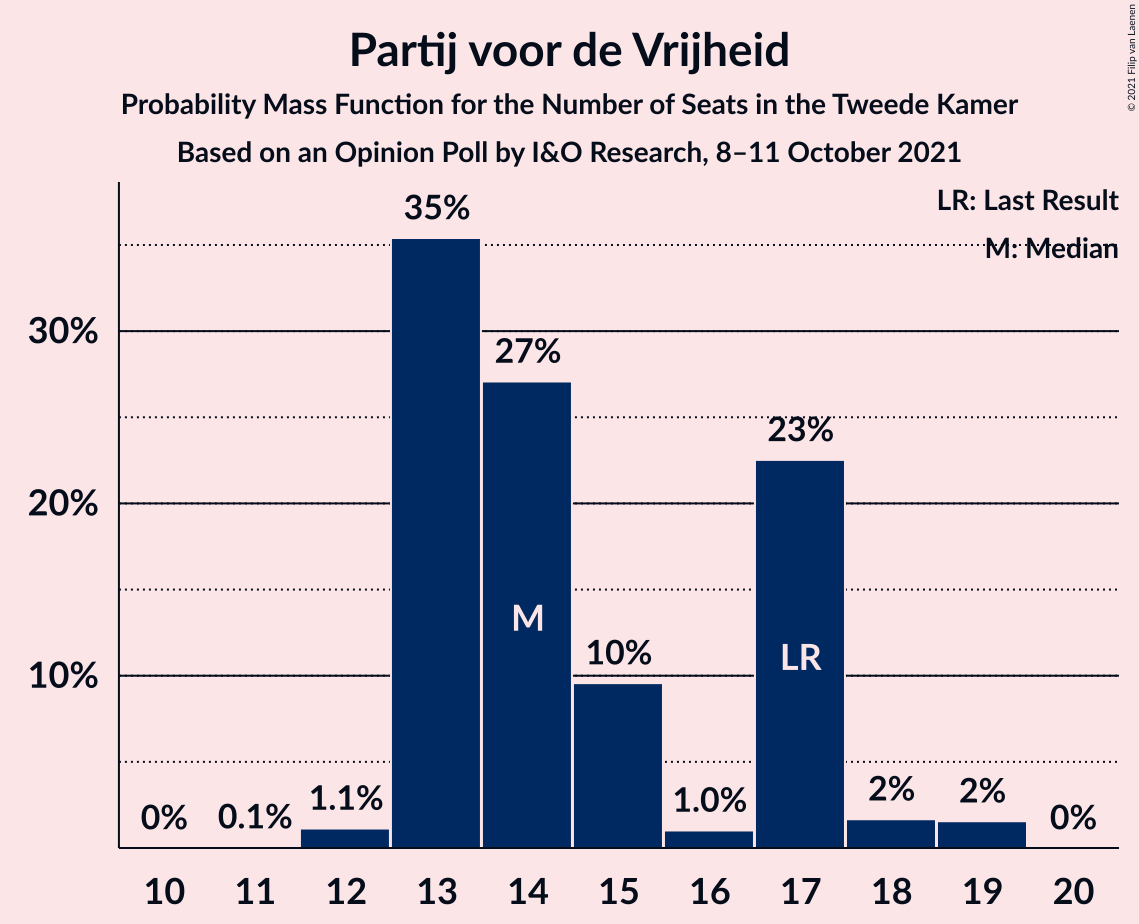 Partij voor de Vrijheid
Probability Mass Function for the Number of Seats in the Tweede Kamer
Based on an Opinion Poll by I&O Research, 8–11 October 2021
© 2021 Filip van Laenen
LR: Last Result
M: Median
35%
30%
27%
23%
20%
M
10%
LR
10%
0%
0.1%
1.1%
1.0%
2%
2%
0%
10 11 12 13 14 15 16 17 18 19 20